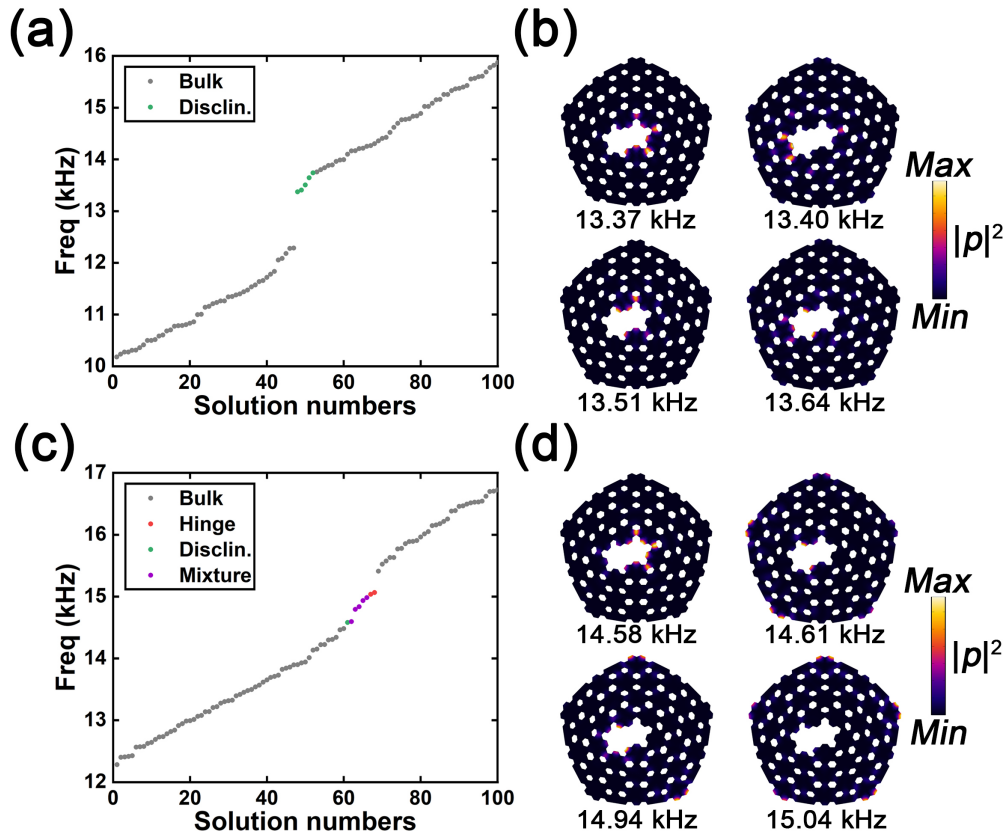 (a)
16
15
14
13
12
11
10
Freq (kHz)
Bulk
Disclin.
0 20 40 60 80 100
Solution numbers
(b)
13.37 kHz
13.40 kHz
13.51 kHz
13.64 kHz
Max
|p|²
Min
(c)
17
16
15
14
13
12
Freq (kHz)
Bulk
Hinge
Disclin.
Mixture
0 20 40 60 80 100
Solution numbers
(d)
14.58 kHz
14.61 kHz
14.94 kHz
15.04 kHz
Max
|p|²
Min